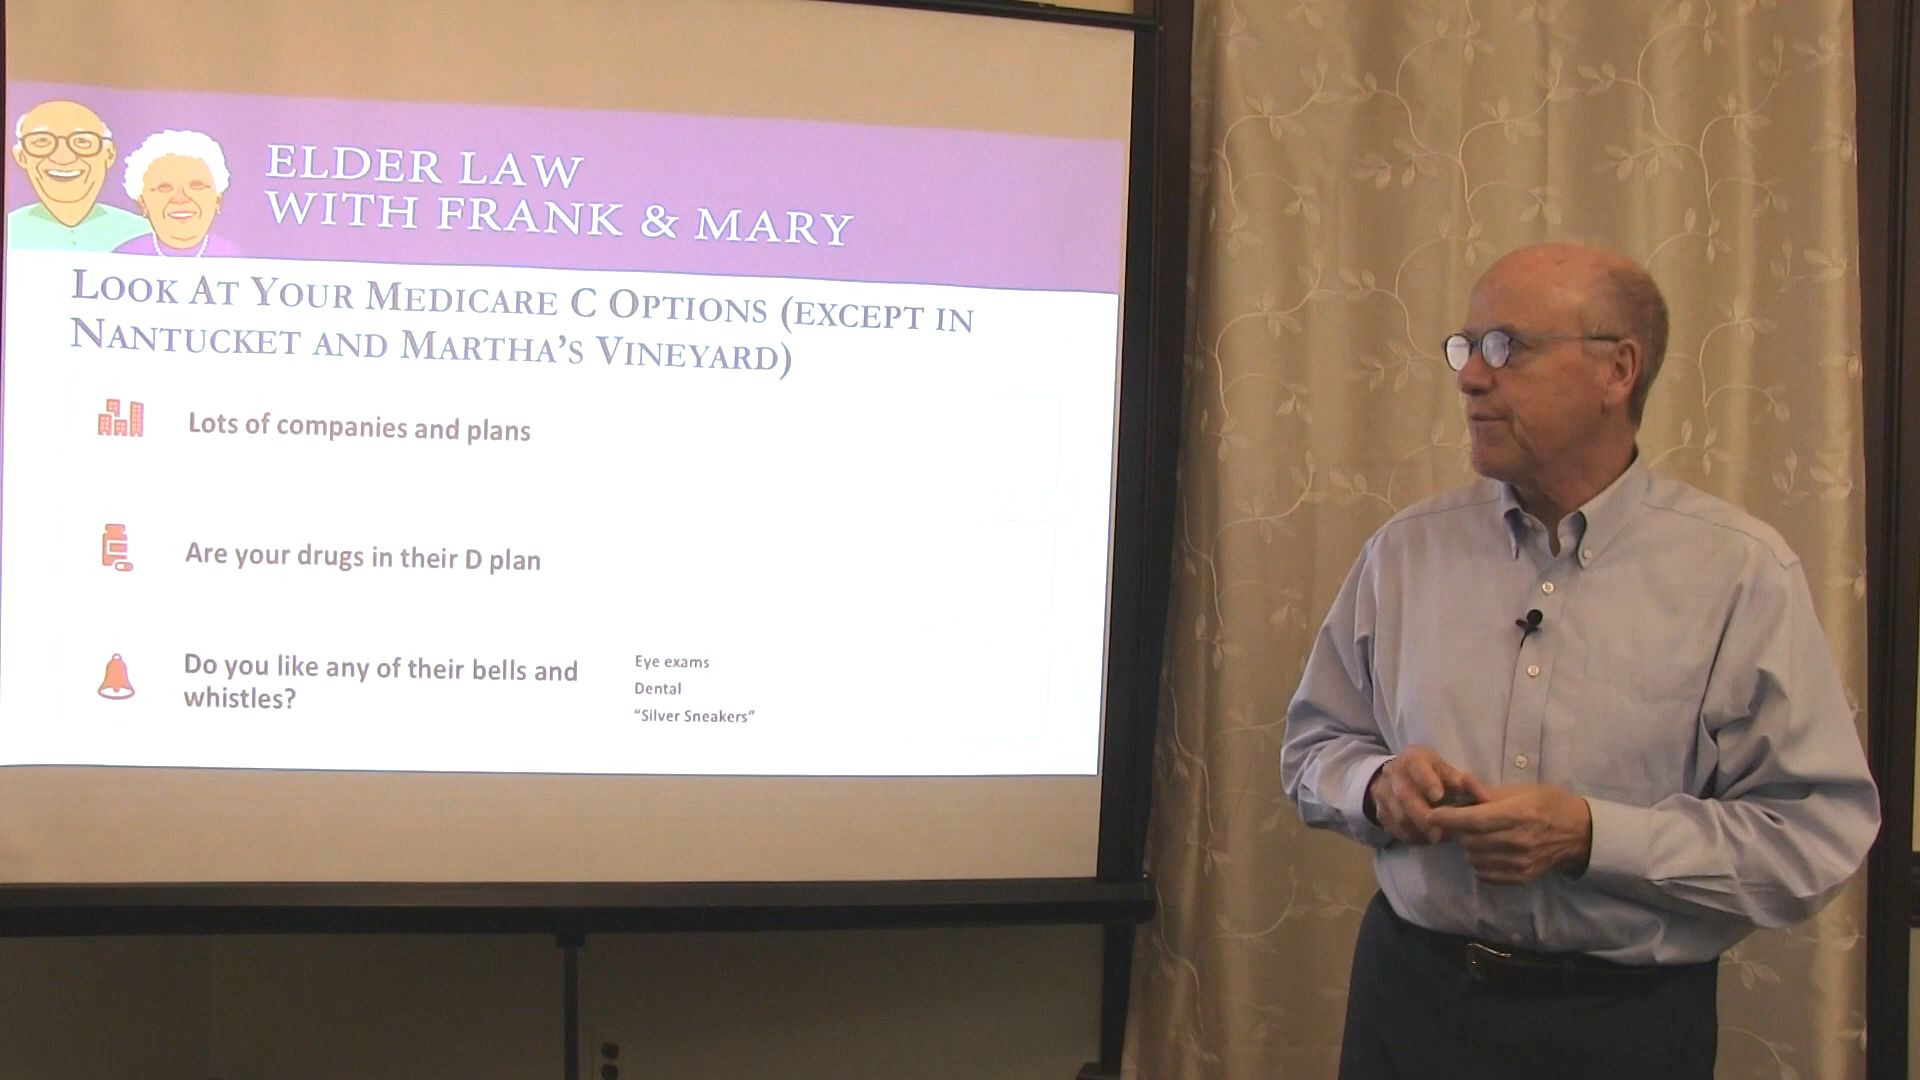 ELDER LAW
WITH FRANK & MARY
LOOK AT YOUR MEDICARE C OPTIONS (EXCEPT IN
NANTUCKET AND MARTHA'S VINEYARD)
Lots of companies and plans
Are your drugs in their D plan
Do you like any of their bells and
whistles?
Eye exams
Dental
“Silver Sneakers”